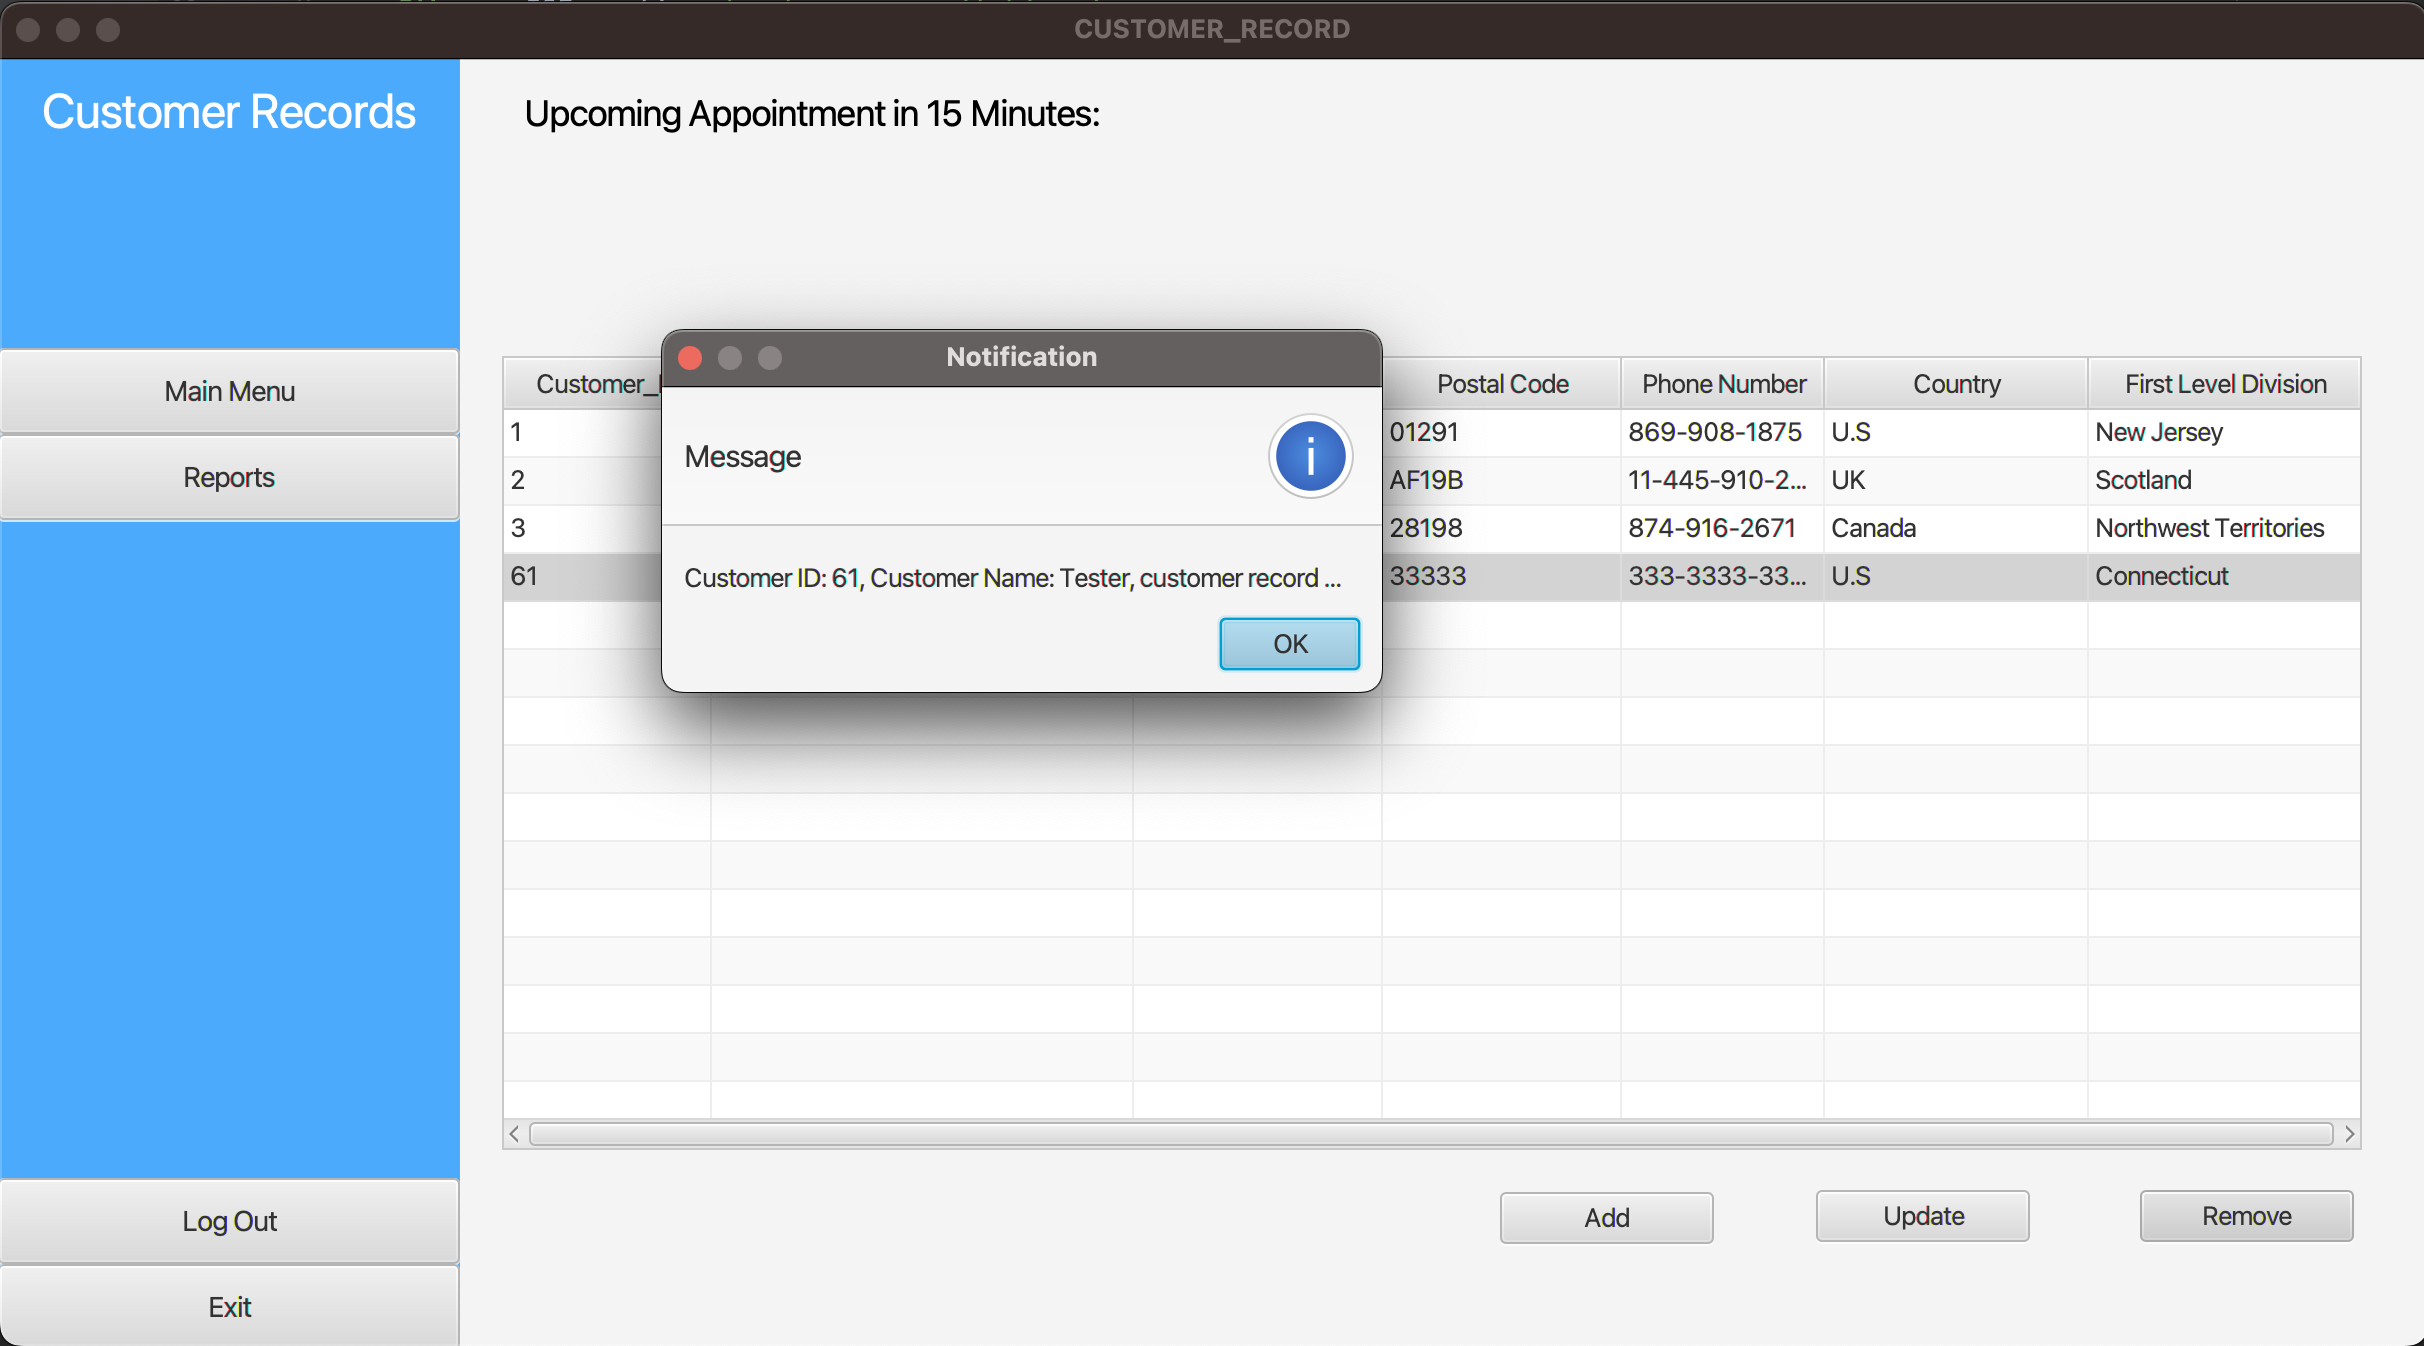 CUSTOMER_RECORD
Customer Records
Upcoming Appointment in 15 Minutes:
Main Menu
Reports
Log Out
Exit
Notification
Message
Customer ID: 61, Customer Name: Tester, customer record ...
OK
Customer_ Postal Code Phone Number Country First Level Division
1 01291 869-908-1875 U.S New Jersey
2 AF19B 11-445-910-2... UK Scotland
3 28198 874-916-2671 Canada Northwest Territories
61 33333 333-3333-33... U.S Connecticut
Add Update Remove